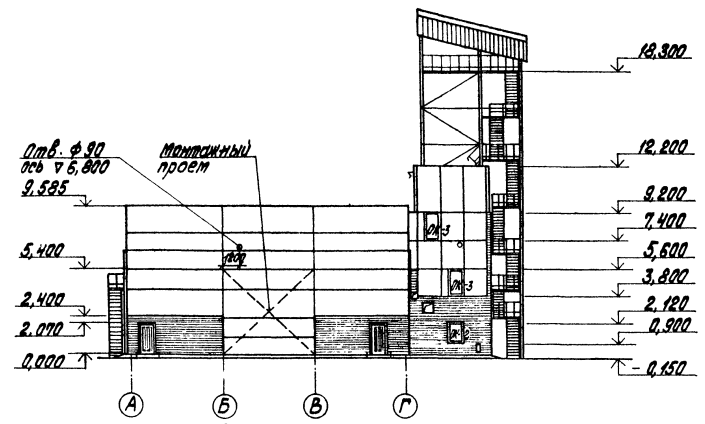 18,300
Отв. ф 90
ось ▽ 6,800
Монтажный
проем
12,200
9,585
9,200
ОК-3
7,400
5,400
5,600
ОК-3
3,800
2,400
2,120
2,070
0,900
0,000
- 0,150
А
Б
В
Г